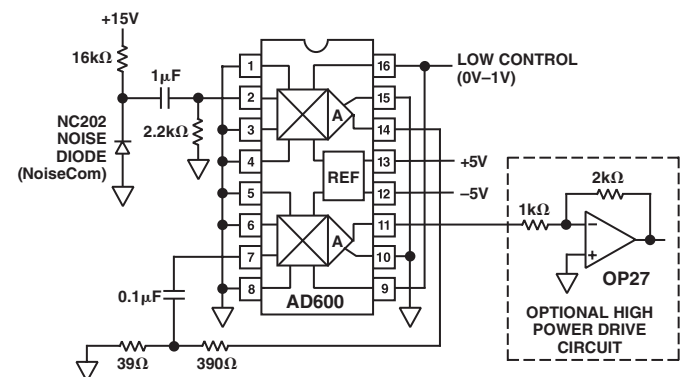 +15V
16kΩ
1µF
NC202
NOISE
DIODE
(NoiseCom)
2.2kΩ
1
2
3
4
5
6
7
8
16
15
14
13
12
11
10
9
A
REF
A
AD600
LOW CONTROL
(0V–1V)
+5V
–5V
0.1µF
39Ω
390Ω
1kΩ
2kΩ
–
+
OP27
OPTIONAL HIGH
POWER DRIVE
CIRCUIT